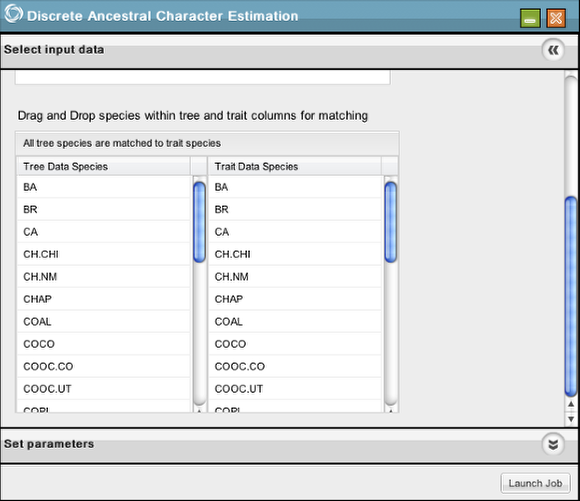 Discrete Ancestral Character Estimation
Select input data
Drag and Drop species within tree and trait columns for matching
All tree species are matched to trait species
Tree Data Species Trait Data Species
BA BA
BR BR
CA CA
CH.CHI CH.CHI
CH.NM CH.NM
CHAP CHAP
COAL COAL
COCO COCO
COOC.CO COOC.CO
COOC.UT COOC.UT
Set parameters
Launch Job